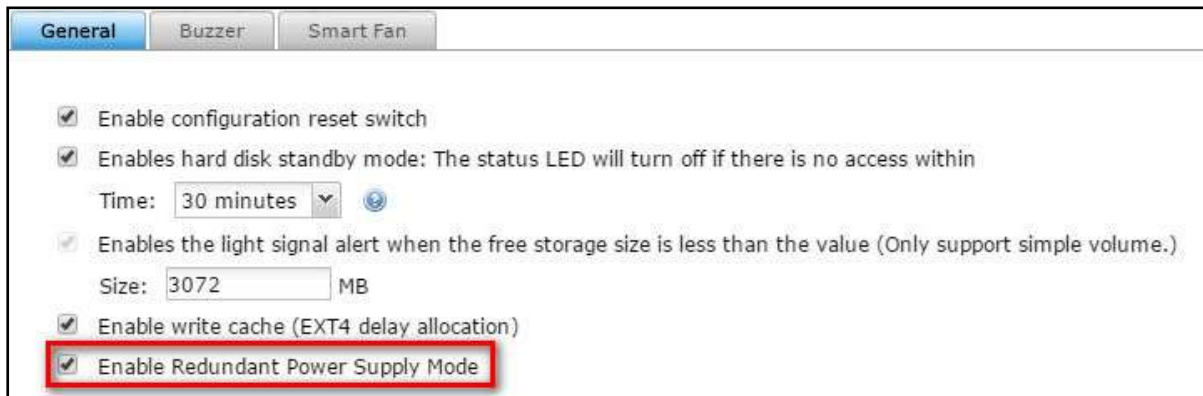 General Buzzer Smart Fan
Enable configuration reset switch
Enables hard disk standby mode: The status LED will turn off if there is no access within
Time: 30 minutes
Enables the light signal alert when the free storage size is less than the value (Only support simple volume.)
Size: 3072 MB
Enable write cache (EXT4 delay allocation)
Enable Redundant Power Supply Mode